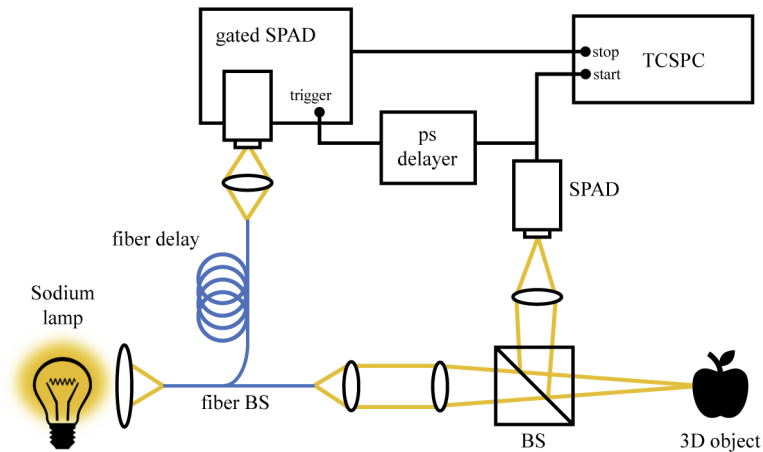 gated SPAD
trigger
stop
start
TCSPC
ps
delayer
SPAD
fiber delay
Sodium
lamp
fiber BS
BS
3D object